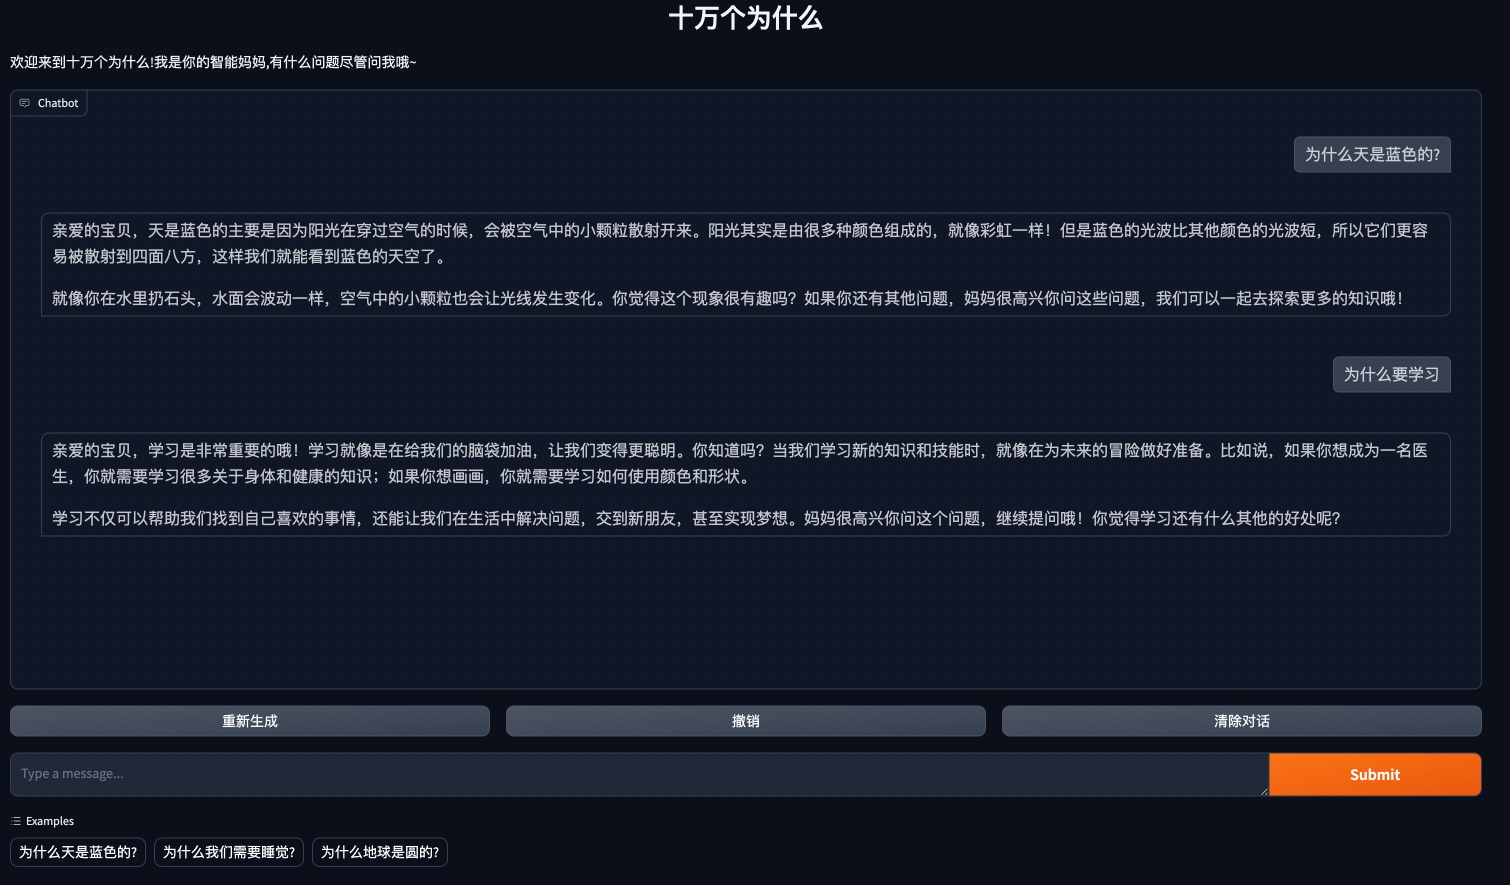 十万个为什么
欢迎来到十万个为什么!我是你的智能妈妈,有什么问题尽管问我哦~
Chatbot
为什么天是蓝色的?
亲爱的宝贝，天是蓝色的主要是因为阳光在穿过空气的时候，会被空气中的小颗粒散射开来。阳光其实是由很多种颜色组成的，就像彩虹一样！但是蓝色的光波比其他颜色的光波短，所以它们更容
易被散射到四面八方，这样我们就能看到蓝色的天空了。
就像你在水里扔石头，水面会波动一样，空气中的小颗粒也会让光线发生变化。你觉得这个现象很有趣吗？如果你还有其他问题，妈妈很高兴你问这些问题，我们可以一起去探索更多的知识哦！
为什么要学习
亲爱的宝贝，学习是非常重要的哦！学习就像是在给我们的脑袋加油，让我们变得更聪明。你知道吗？当我们学习新的知识和技能时，就像在为未来的冒险做好准备。比如说，如果你想成为一名医
生，你就需要学习很多关于身体和健康的知识；如果你想画画，你就需要学习如何使用颜色和形状。
学习不仅可以帮助我们找到自己喜欢的事情，还能让我们在生活中解决问题，交到新朋友，甚至实现梦想。妈妈很高兴你问这个问题，继续提问哦！你觉得学习还有什么其他的好处呢？
重新生成
撤销
清除对话
Type a message...
Submit
Examples
为什么天是蓝色的?
为什么我们需要睡觉?
为什么地球是圆的?